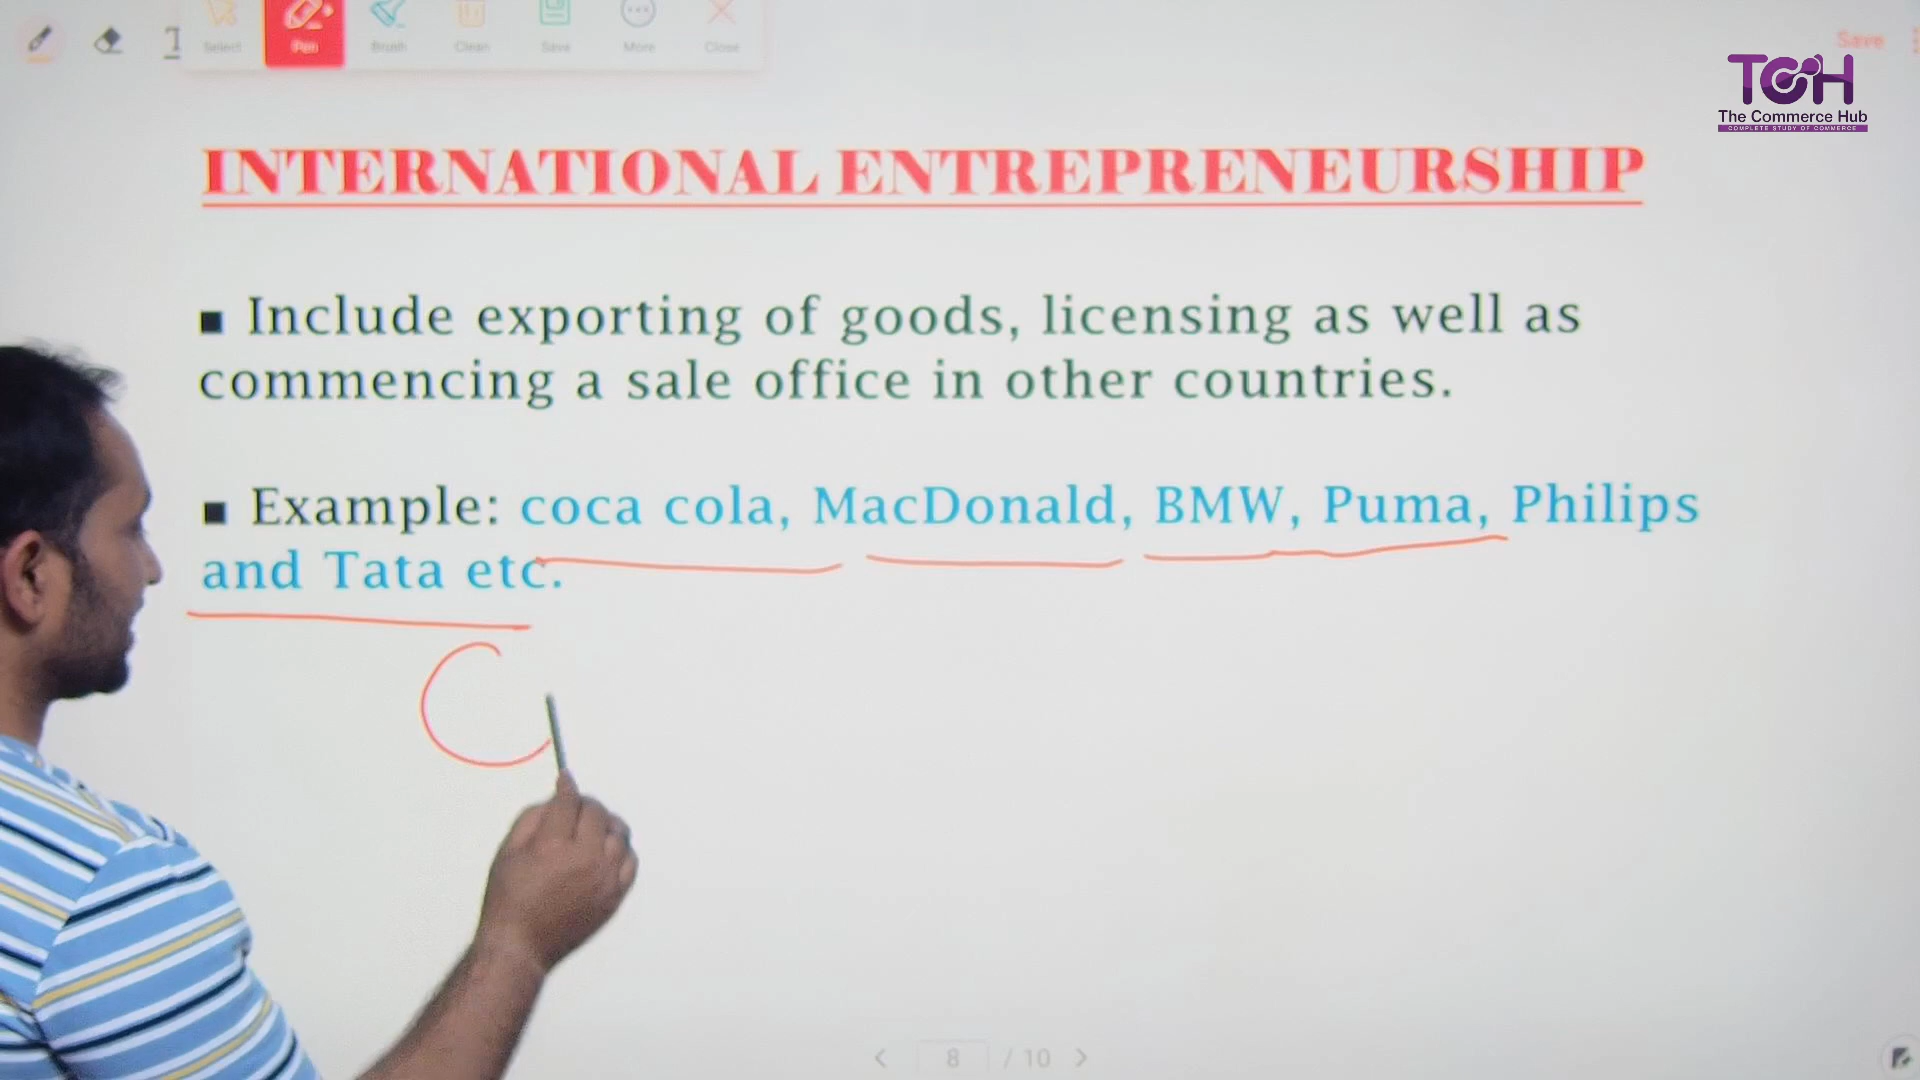 Select Pen Brush Clean Save More Close
Save
TCH
The Commerce Hub
COMPLETE STUDY OF COMMERCE
INTERNATIONAL ENTREPRENEURSHIP
▪ Include exporting of goods, licensing as well as
commencing a sale office in other countries.
▪ Example: coca cola, MacDonald, BMW, Puma, Philips
and Tata etc.
8 / 10